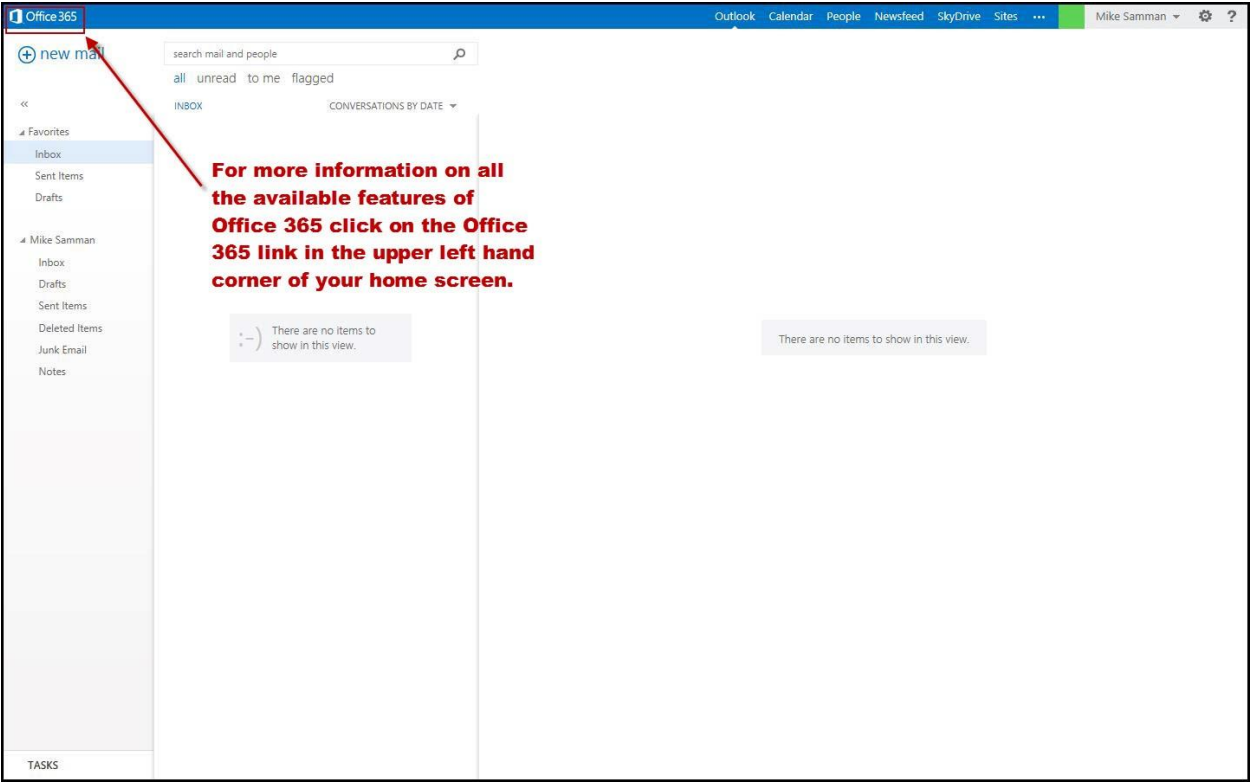 Office 365
Outlook Calendar People Newsfeed SkyDrive Sites ••• Mike Samman ?
new mail
search mail and people
all unread to me flagged
«
INBOX CONVERSATIONS BY DATE
Favorites
Inbox
Sent Items
Drafts
Mike Samman
Inbox
Drafts
Sent Items
Deleted Items
Junk Email
Notes
For more information on all
the available features of
Office 365 click on the Office
365 link in the upper left hand
corner of your home screen.
:-)
There are no items to
show in this view.
There are no items to show in this view.
TASKS